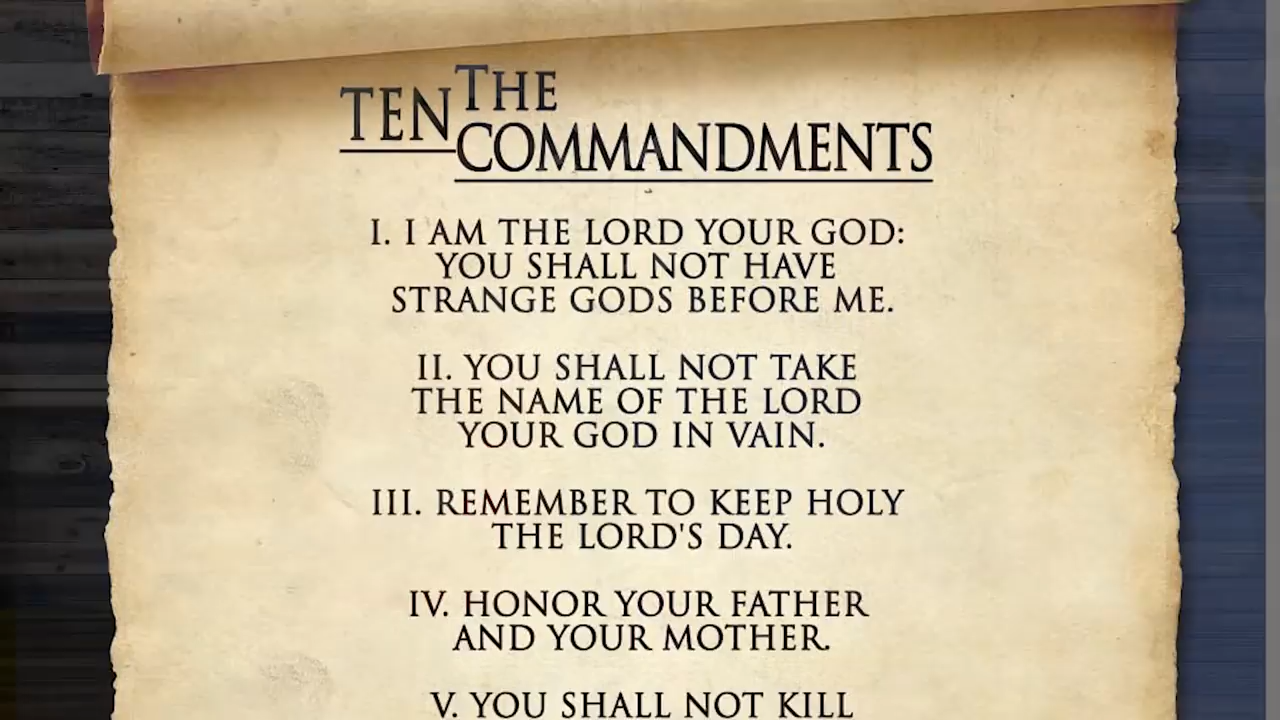 THE
TEN COMMANDMENTS
I. I AM THE LORD YOUR GOD:
YOU SHALL NOT HAVE
STRANGE GODS BEFORE ME.
II. YOU SHALL NOT TAKE
THE NAME OF THE LORD
YOUR GOD IN VAIN.
III. REMEMBER TO KEEP HOLY
THE LORD'S DAY.
IV. HONOR YOUR FATHER
AND YOUR MOTHER.
V. YOU SHALL NOT KILL